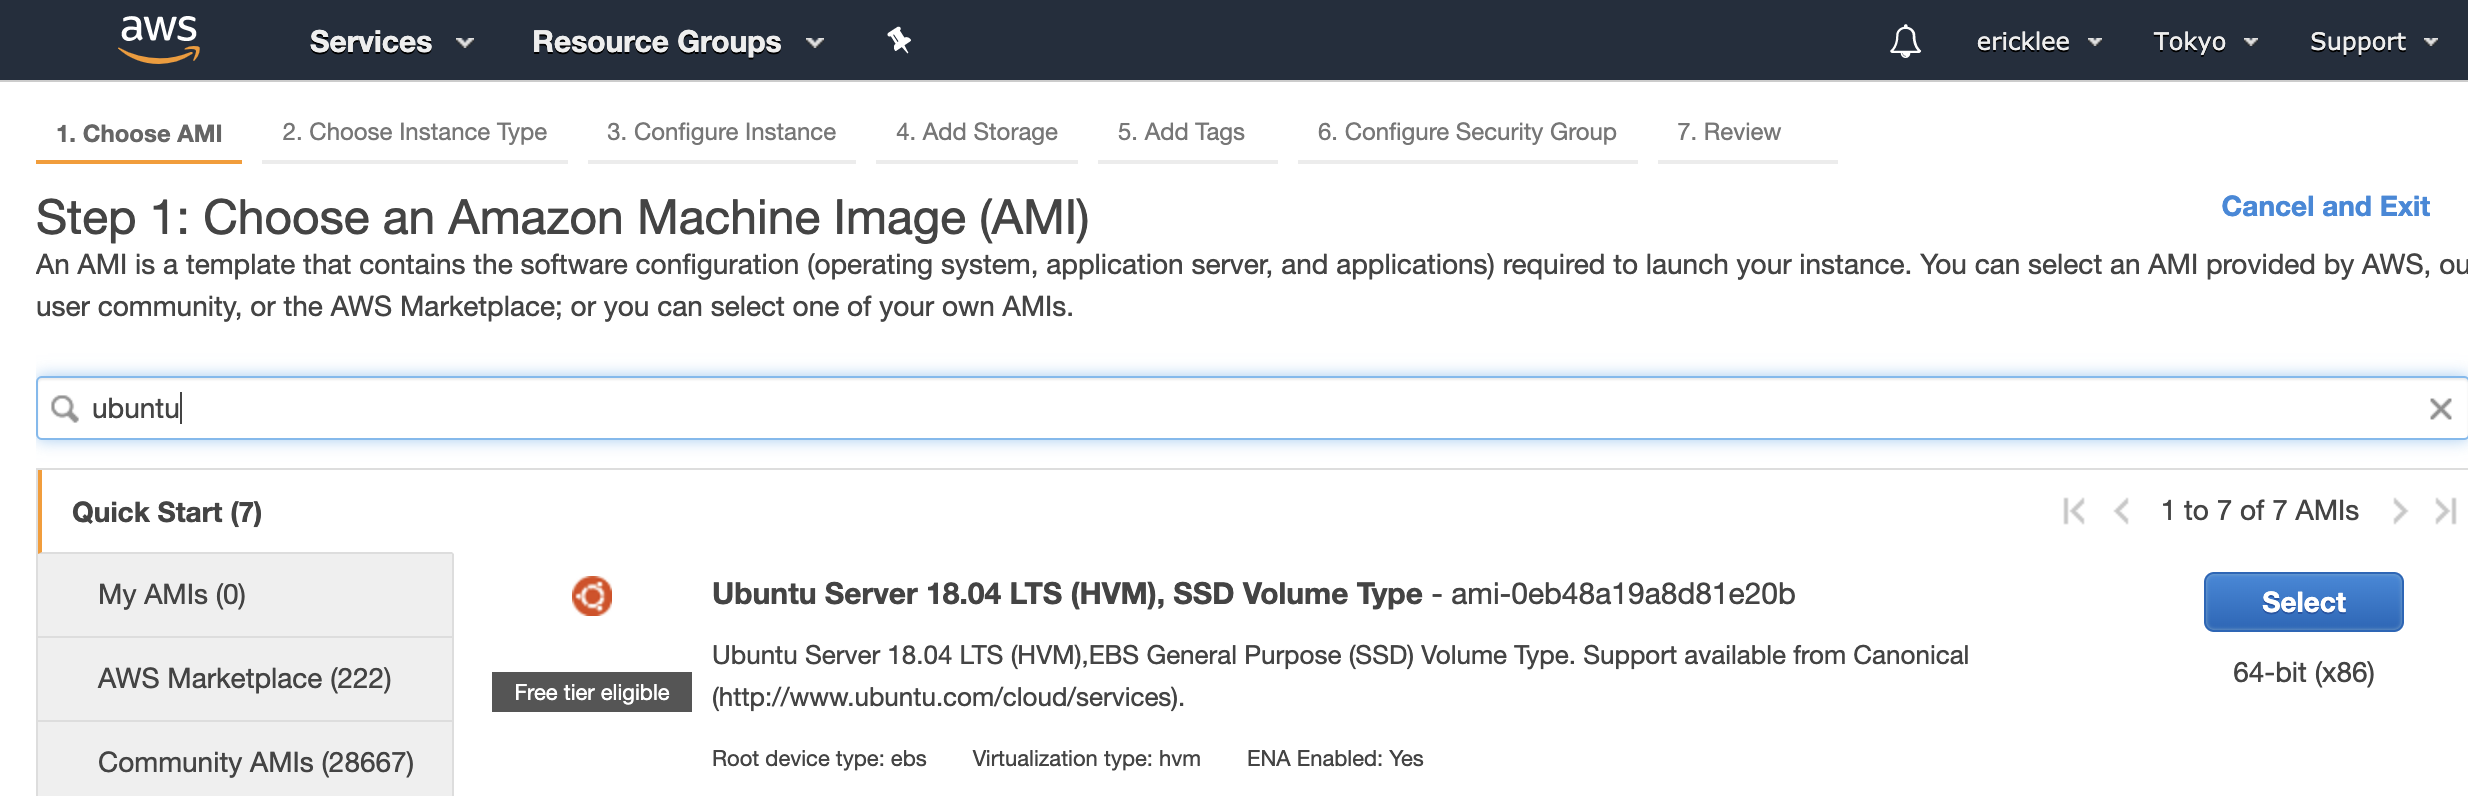 aws Services Resource Groups ericklee Tokyo Support
1. Choose AMI 2. Choose Instance Type 3. Configure Instance 4. Add Storage 5. Add Tags 6. Configure Security Group 7. Review
Step 1: Choose an Amazon Machine Image (AMI)
Cancel and Exit
An AMI is a template that contains the software configuration (operating system, application server, and applications) required to launch your instance. You can select an AMI provided by AWS, ou
user community, or the AWS Marketplace; or you can select one of your own AMIs.
ubuntu
Quick Start (7)
1 to 7 of 7 AMIs
My AMIs (0)
AWS Marketplace (222)
Community AMIs (28667)
Free tier eligible
Ubuntu Server 18.04 LTS (HVM), SSD Volume Type - ami-0eb48a19a8d81e20b
Ubuntu Server 18.04 LTS (HVM),EBS General Purpose (SSD) Volume Type. Support available from Canonical
(http://www.ubuntu.com/cloud/services).
Root device type: ebs Virtualization type: hvm ENA Enabled: Yes
Select
64-bit (x86)